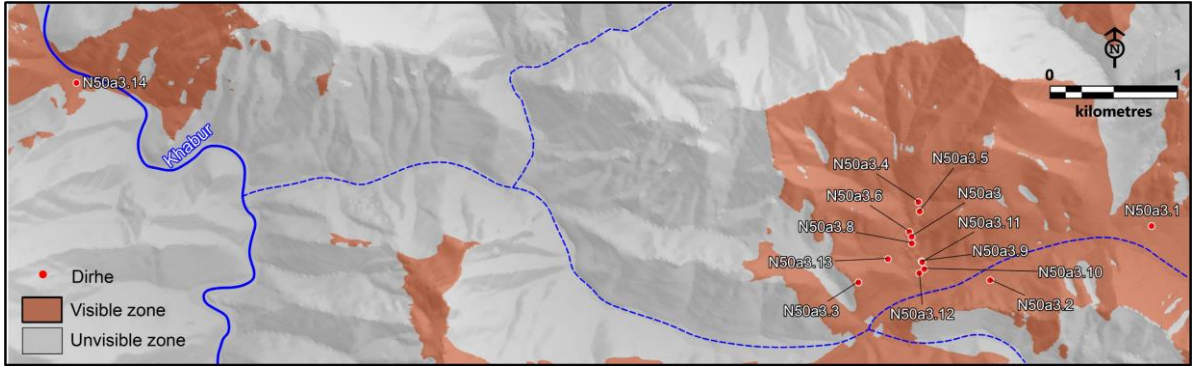 N50a3.14
Khabur
N
0 1
kilometres
N50a3.5
N50a3.4
N50a3.6
N50a3
N50a3.11
N50a3.8
N50a3.1
N50a3.9
N50a3.13
N50a3.10
N50a3.2
N50a3.3
N50a3.12
Dirhe
Visible zone
Unvisible zone